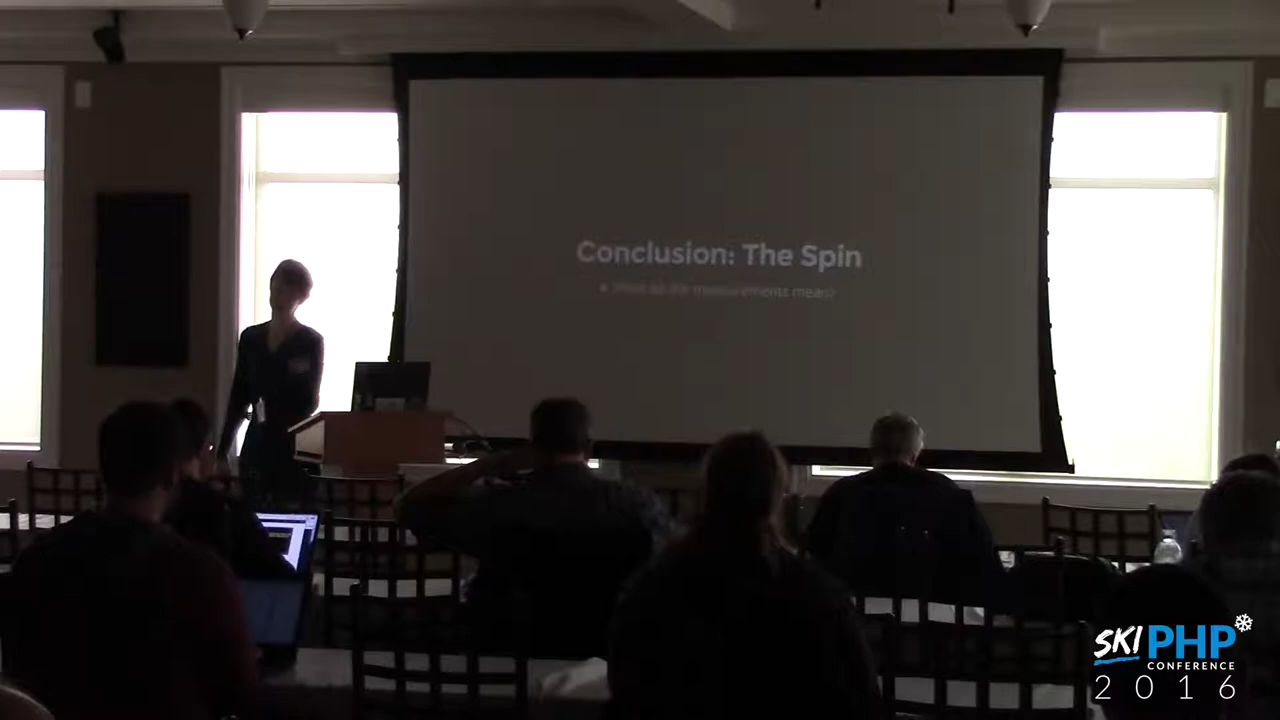 Conclusion: The Spin
• What do the measurements mean?
SKI PHP
CONFERENCE
2016